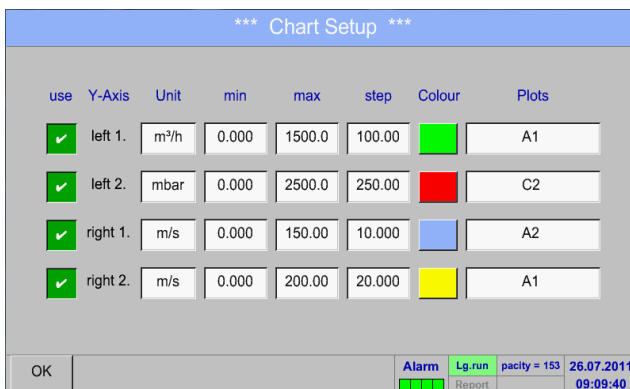 *** Chart Setup ***
use Y-Axis Unit min max step Colour Plots
left 1. m³/h 0.000 1500.0 100.00 A1
left 2. mbar 0.000 2500.0 250.00 C2
right 1. m/s 0.000 150.00 10.000 A2
right 2. m/s 0.000 200.00 20.000 A1
OK Alarm Lg.run pacity = 153 26.07.2011
Report 09:09:40